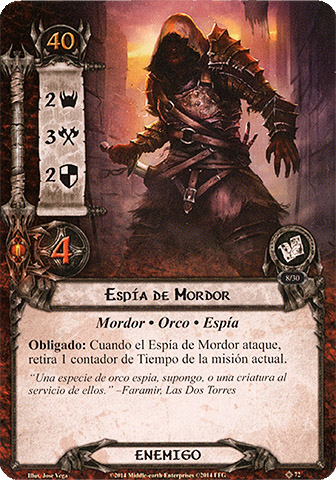 40
2
3
2
4
8/30
Espía de Mordor
Mordor • Orco • Espía
Obligado: Cuando el Espía de Mordor ataque,
retira 1 contador de Tiempo de la misión actual.
“Una especie de orco espía, supongo, o una criatura al
servicio de ellos.” –Faramir, Las Dos Torres
ENEMIGO
Illus. Jose Vega
©2014 Middle-earth Enterprises ©2014 FFG
72